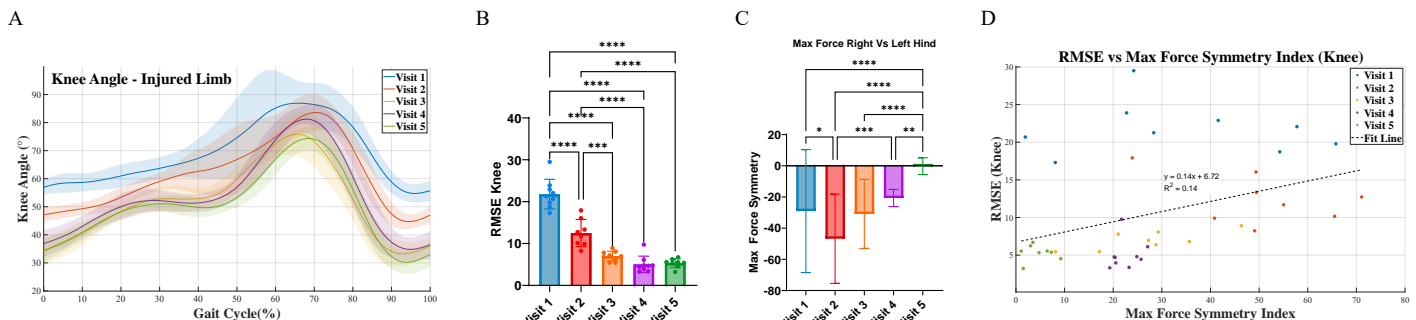 A
Knee Angle - Injured Limb
Visit 1
Visit 2
Visit 3
Visit 4
Visit 5
Knee Angle (°)
90
80
70
60
50
40
30
20
0 10 20 30 40 50 60 70 80 90 100
Gait Cycle(%)
B
****
****
****
****
****
**** ***
RMSE Knee
40
30
20
10
0
Visit 1
Visit 2
Visit 3
Visit 4
Visit 5
C
Max Force Right Vs Left Hind
****
****
****
* *** **
Max Force Symmetry
20
0
-20
-40
-60
-80
Visit 1
Visit 2
Visit 3
Visit 4
Visit 5
D
RMSE vs Max Force Symmetry Index (Knee)
Visit 1
Visit 2
Visit 3
Visit 4
Visit 5
Fit Line
y = 0.14x + 6.72
R² = 0.14
RMSE (Knee)
30
25
20
15
10
5
0 10 20 30 40 50 60 70 80
Max Force Symmetry Index